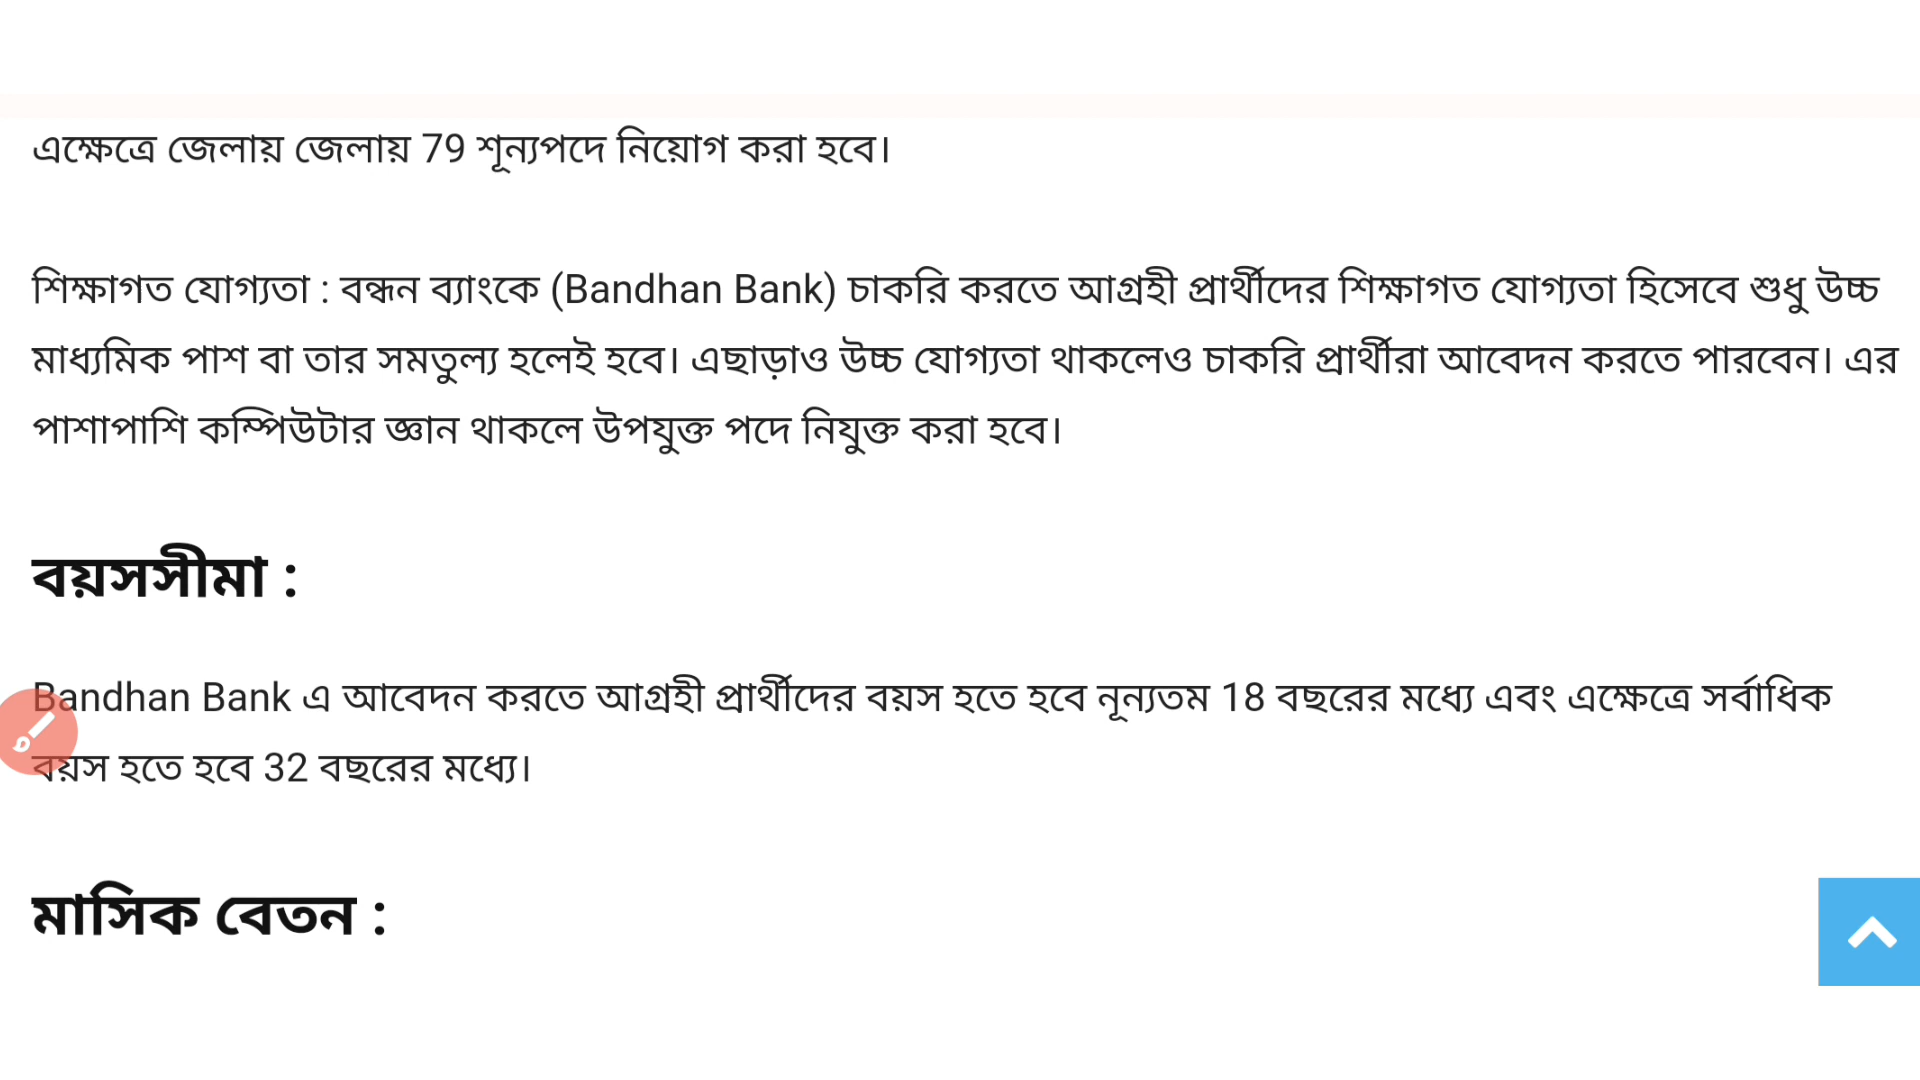 এক্ষেত্রে জেলায় জেলায় 79 শূন্যপদে নিয়োগ করা হবে।
শিক্ষাগত যোগ্যতা : বন্ধন ব্যাংকে (Bandhan Bank) চাকরি করতে আগ্রহী প্রার্থীদের শিক্ষাগত যোগ্যতা হিসেবে শুধু উচ্চ
মাধ্যমিক পাশ বা তার সমতুল্য হলেই হবে। এছাড়াও উচ্চ যোগ্যতা থাকলেও চাকরি প্রার্থীরা আবেদন করতে পারবেন। এর
পাশাপাশি কম্পিউটার জ্ঞান থাকলে উপযুক্ত পদে নিযুক্ত করা হবে।
বয়সসীমা :
Bandhan Bank এ আবেদন করতে আগ্রহী প্রার্থীদের বয়স হতে হবে নূন্যতম 18 বছরের মধ্যে এবং এক্ষেত্রে সর্বাধিক
বয়স হতে হবে 32 বছরের মধ্যে।
মাসিক বেতন :